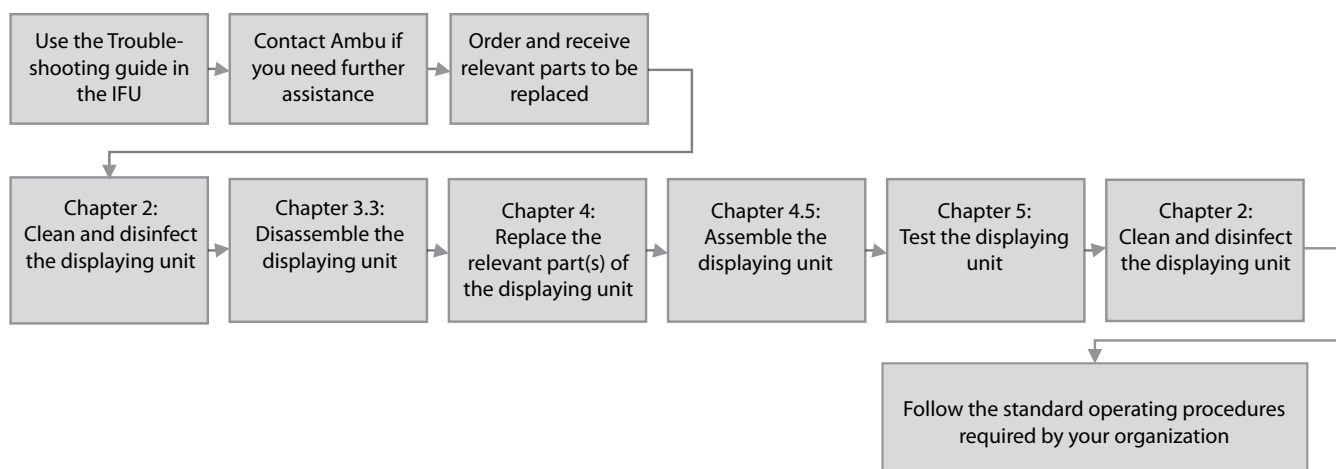 Use the Trouble-
shooting guide in
the IFU
Contact Ambu if
you need further
assistance
Order and receive
relevant parts to be
replaced
Chapter 2:
Clean and disinfect
the displaying unit
Chapter 3.3:
Disassemble the
displaying unit
Chapter 4:
Replace the
relevant part(s) of
the displaying unit
Chapter 4.5:
Assemble the
displaying unit
Chapter 5:
Test the displaying
unit
Chapter 2:
Clean and disinfect
the displaying unit
Follow the standard operating procedures
required by your organization